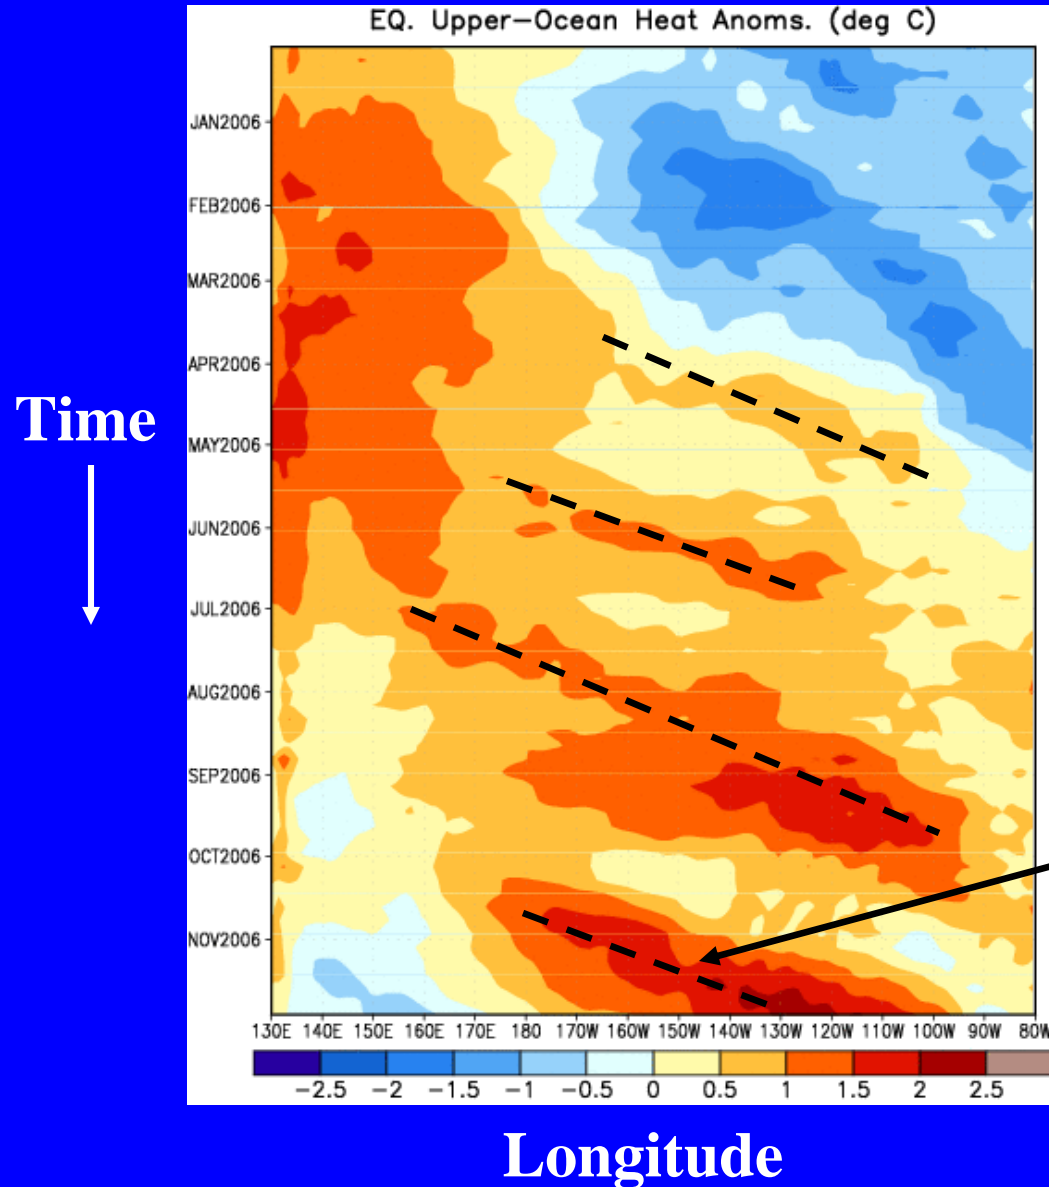 EQ. Upper-Ocean Heat Anoms. (deg C)
JAN2006
FEB2006
MAR2006
APR2006
MAY2006
JUN2006
JUL2006
AUG2006
SEP2006
OCT2006
NOV2006
Time
130E 140E 150E 160E 170E 180 170W 160W 150W 140W 130W 120W 110W 100W 90W 80W
-2.5 -2 -1.5 -1 -0.5 0 0.5 1 1.5 2 2.5
Longitude